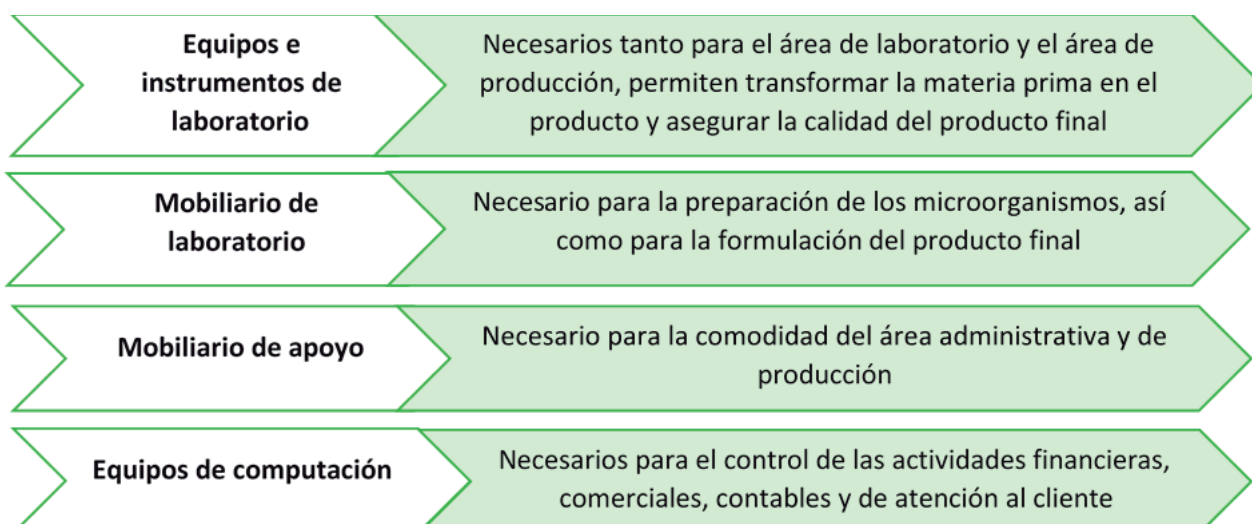 Equipos e
instrumentos de
laboratorio
Necesarios tanto para el área de laboratorio y el área de
producción, permiten transformar la materia prima en el
producto y asegurar la calidad del producto final
Mobiliario de
laboratorio
Necesario para la preparación de los microorganismos, así
como para la formulación del producto final
Mobiliario de apoyo
Necesario para la comodidad del área administrativa y de
producción
Equipos de computación
Necesarios para el control de las actividades financieras,
comerciales, contables y de atención al cliente